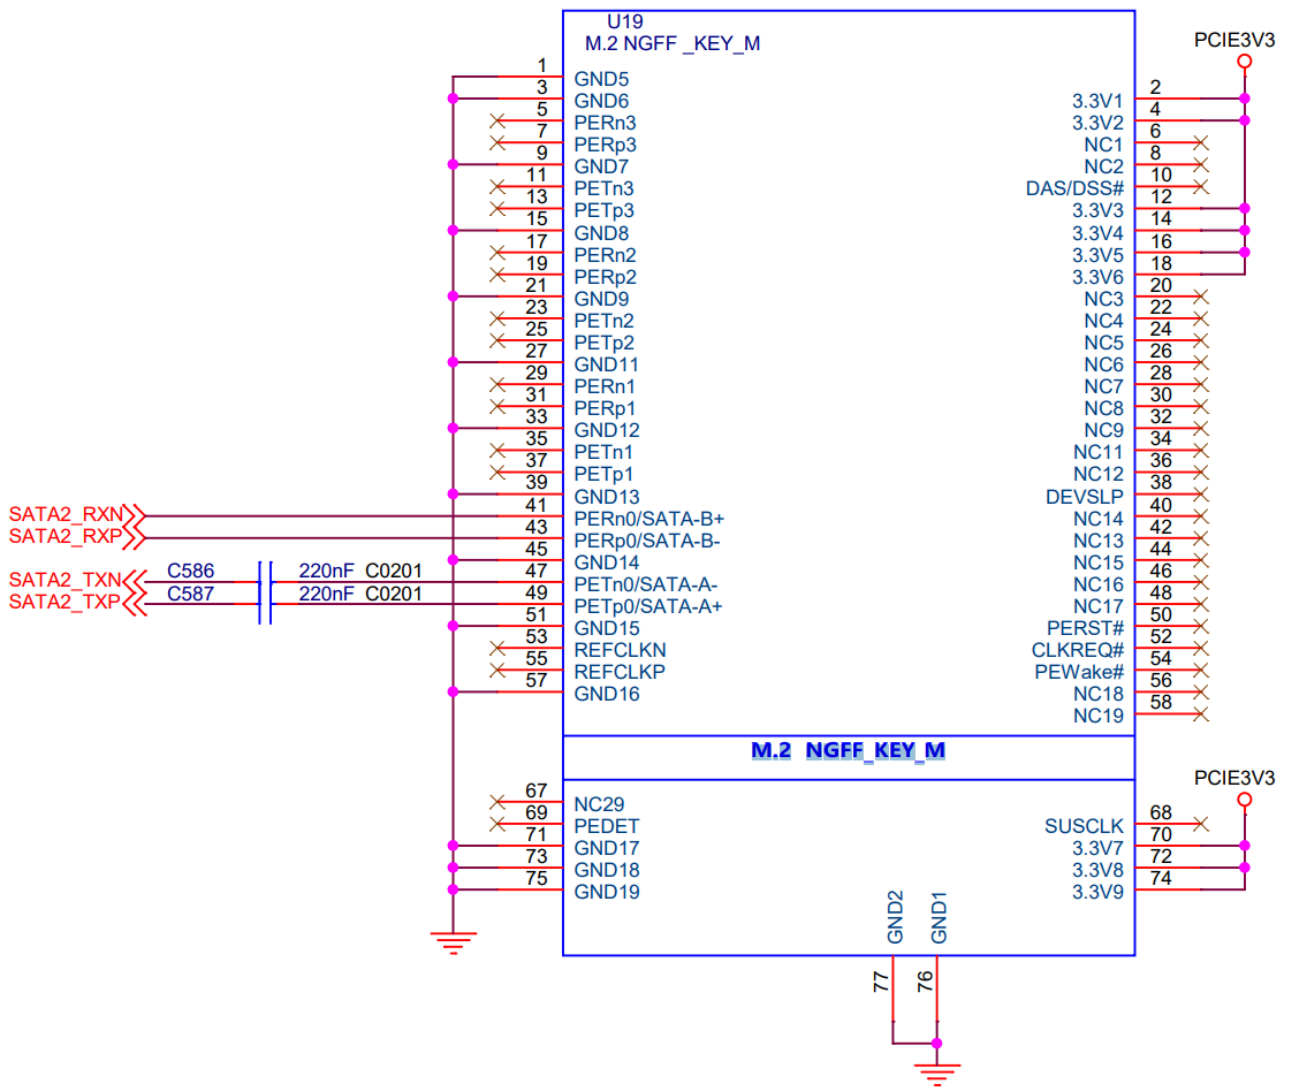 U19
M.2 NGFF _KEY_M
PCIE3V3
1 GND5
3 GND6
2 3.3V1
5 PERn3
4 3.3V2
7 PERp3
6 NC1
9 GND7
8 NC2
11 PETn3
10 DAS/DSS#
13 PETp3
12 3.3V3
15 GND8
14 3.3V4
17 PERn2
16 3.3V5
19 PERp2
18 3.3V6
21 GND9
20 NC3
23 PETn2
22 NC4
25 PETp2
24 NC5
27 GND11
26 NC6
29 PERn1
28 NC7
31 PERp1
30 NC8
33 GND12
32 NC9
35 PETn1
34 NC11
37 PETp1
36 NC12
39 GND13
38 DEVSLP
SATA2_RXN 41 PERn0/SATA-B+
40 NC14
SATA2_RXP 43 PERp0/SATA-B-
42 NC13
45 GND14
44 NC15
SATA2_TXN C586 220nF C0201 47 PETn0/SATA-A-
46 NC16
SATA2_TXP C587 220nF C0201 49 PETp0/SATA-A+
48 NC17
51 GND15
50 PERST#
53 REFCLKN
52 CLKREQ#
55 REFCLKP
54 PEWake#
57 GND16
56 NC18
58 NC19
M.2 NGFF_KEY_M
PCIE3V3
67 NC29
69 PEDET
68 SUSCLK
71 GND17
70 3.3V7
73 GND18
72 3.3V8
75 GND19
74 3.3V9
GND2
GND1
77
76